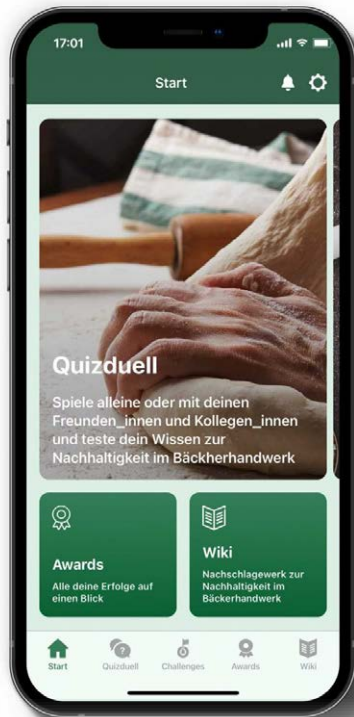 17:01
Start
Quizduell
Spiele alleine oder mit deinen
Freunden_innen und Kollegen_innen
und teste dein Wissen zur
Nachhaltigkeit im Bäckherhandwerk
Awards
Alle deine Erfolge auf
einen Blick
Wiki
Nachschlagewerk zur
Nachhaltigkeit im
Bäckerhandwerk
Start
Quizduell
Challenges
Awards
Wiki